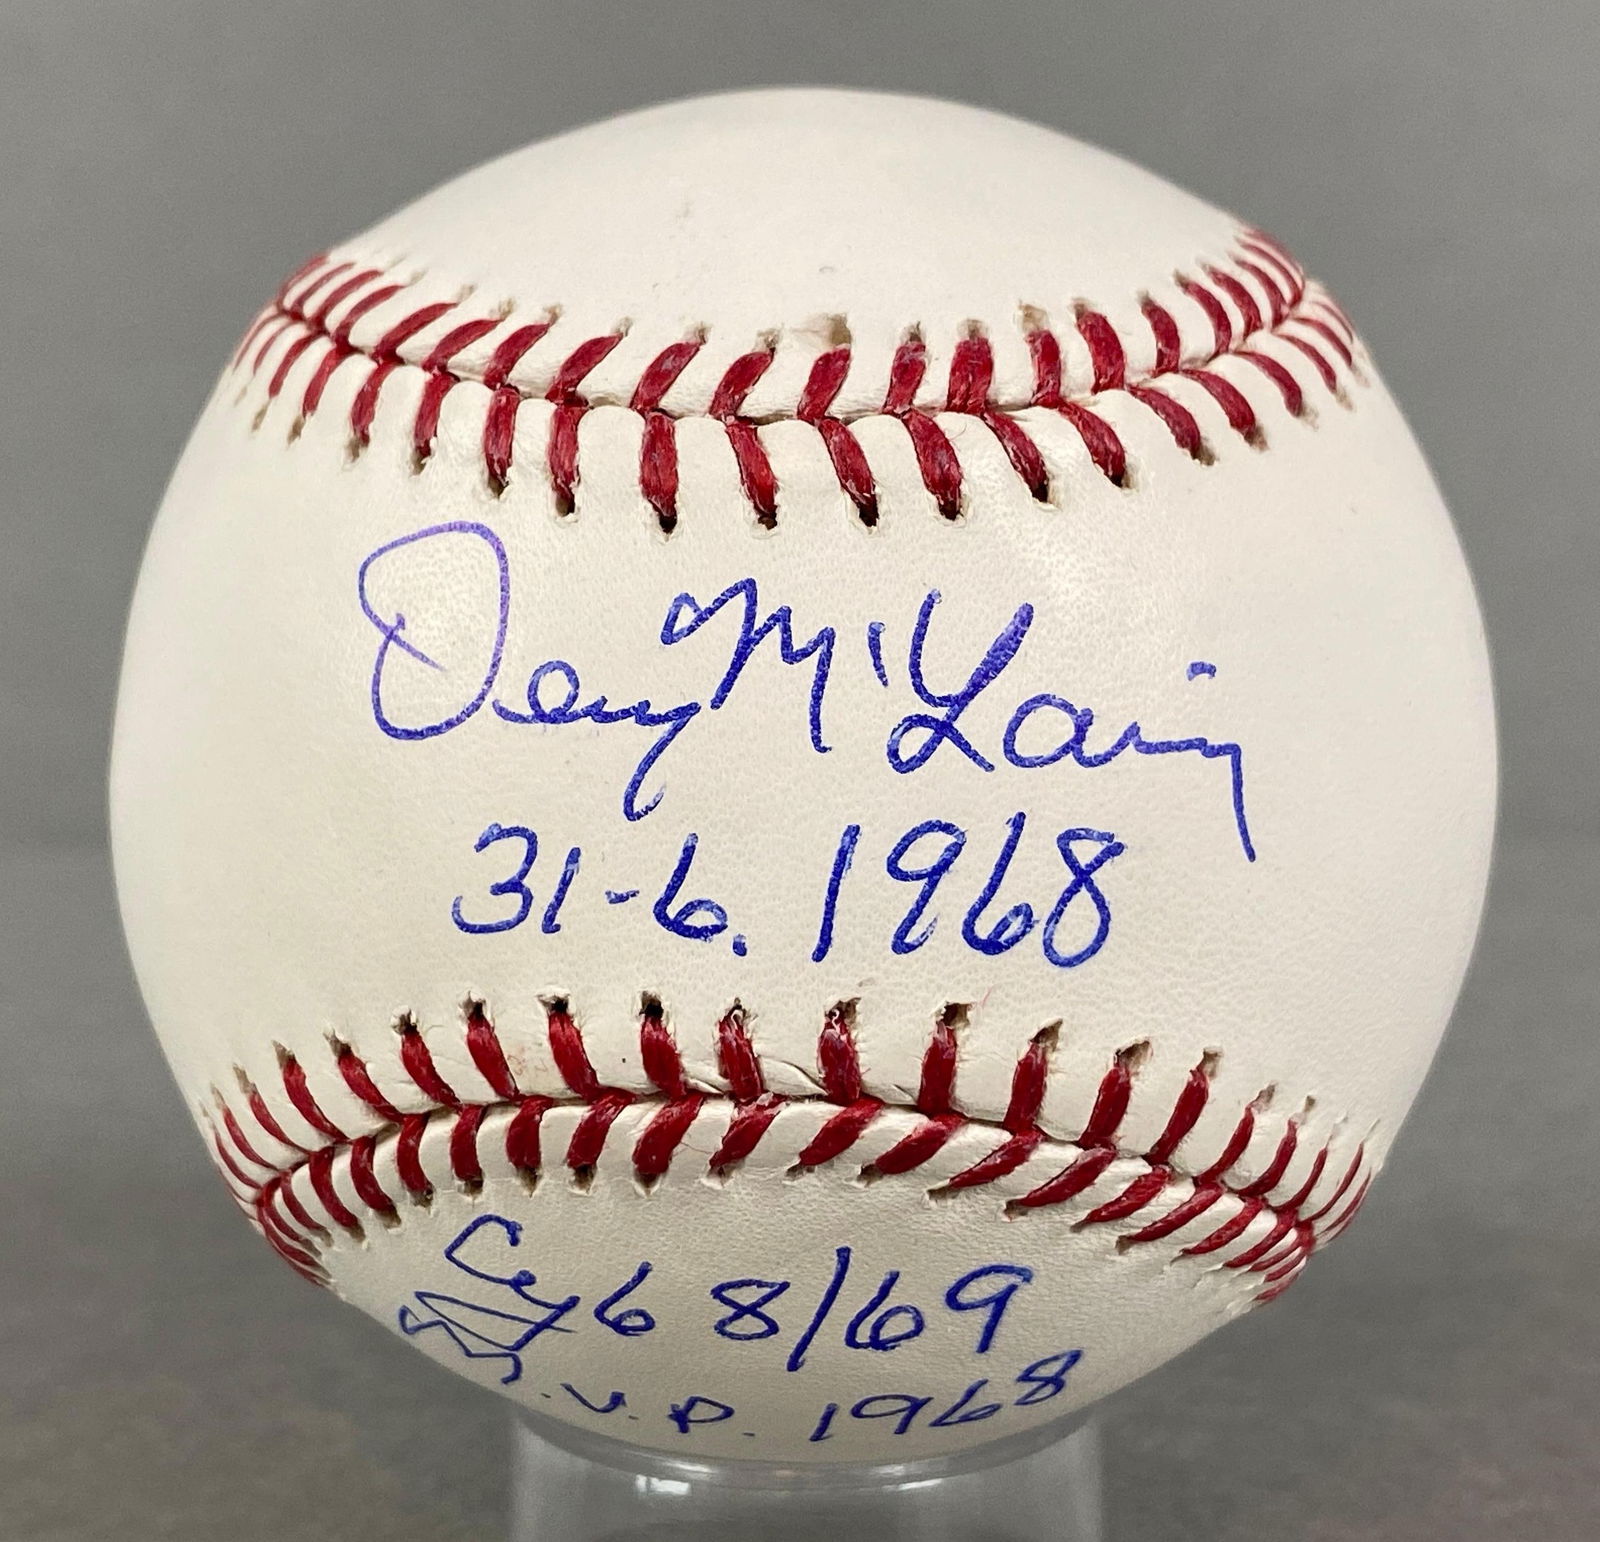 Denny McLain
31-6. 1968
Cy 68/69
M.V.P. 1968